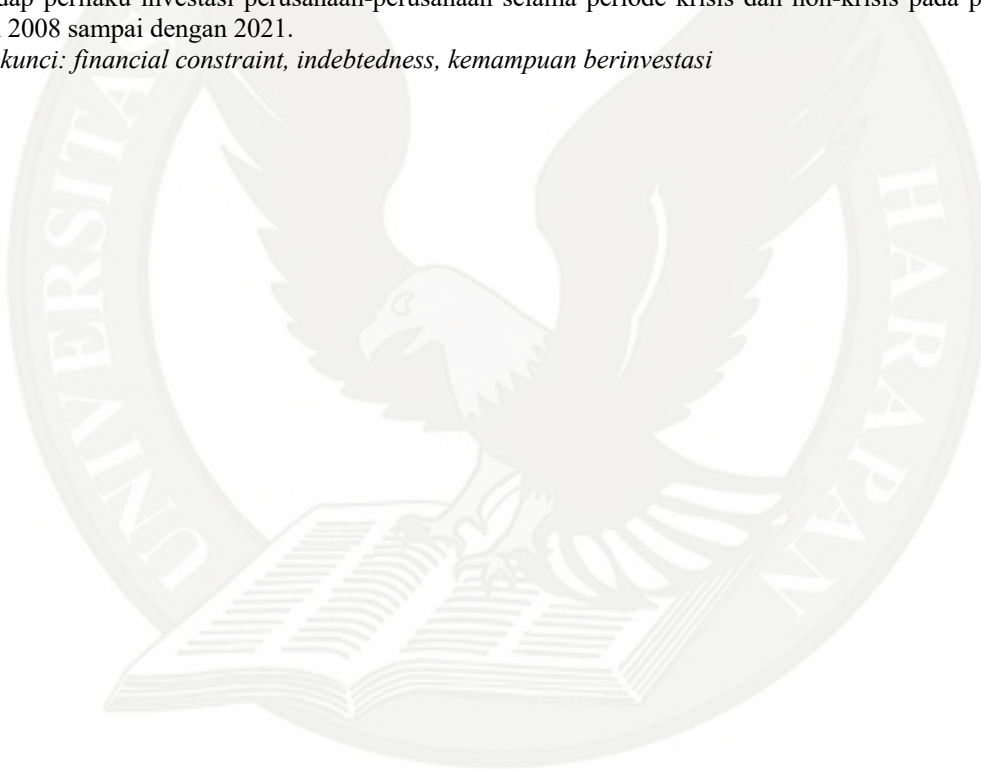 dap perilaku investasi perusahaan-perusahaan selama periode krisis dan non-krisis pada p
2008 sampai dengan 2021.
kunci: financial constraint, indebtedness, kemampuan berinvestasi
UNIVERSITA
HARAPAN